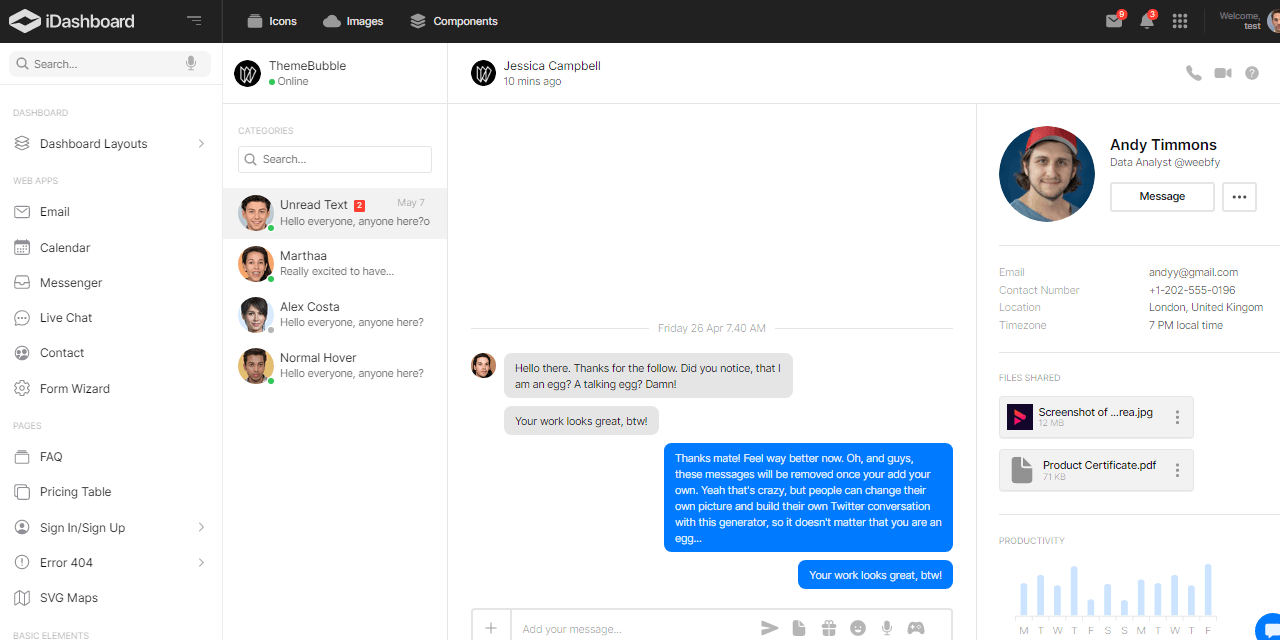 iDashboard
Icons
Images
Components
9
3
Welcome,
test
Search...
DASHBOARD
Dashboard Layouts
WEB APPS
Email
Calendar
Messenger
Live Chat
Contact
Form Wizard
PAGES
FAQ
Pricing Table
Sign In/Sign Up
Error 404
SVG Maps
BASIC ELEMENTS
ThemeBubble
Online
CATEGORIES
Search...
Unread Text 2 May 7
Hello everyone, anyone here?o
Marthaa
Really excited to have...
Alex Costa
Hello everyone, anyone here?
Normal Hover
Hello everyone, anyone here?
Jessica Campbell
10 mins ago
Friday 26 Apr 7.40 AM
Hello there. Thanks for the follow. Did you notice, that I
am an egg? A talking egg? Damn!
Your work looks great, btw!
Thanks mate! Feel way better now. Oh, and guys,
these messages will be removed once your add your
own. Yeah that's crazy, but people can change their
own picture and build their own Twitter conversation
with this generator, so it doesn't matter that you are an
egg...
Your work looks great, btw!
Add your message...
Andy Timmons
Data Analyst @weebfy
Message
Email andyy@gmail.com
Contact Number +1-202-555-0196
Location London, United Kingom
Timezone 7 PM local time
FILES SHARED
Screenshot of ...rea.jpg
12 MB
Product Certificate.pdf
71 KB
PRODUCTIVITY
M T W T F S S M T W T F